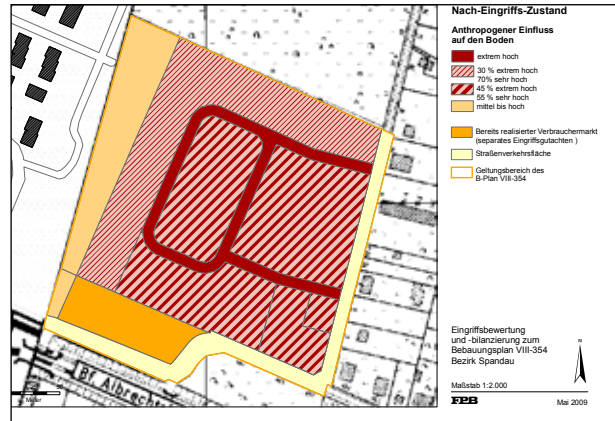 Nach-Eingriffs-Zustand
Anthropogener Einfluss
auf den Boden
extrem hoch
30 % extrem hoch
70% sehr hoch
45 % extrem hoch
55 % sehr hoch
mittel bis hoch
Bereits realisierter Verbrauchermarkt
(separates Eingriffsgutachten )
Straßenverkehrsfläche
Geltungsbereich des
B-Plan VIII-354
Eingriffsbewertung
und -bilanzierung zum
Bebauungsplan VIII-354
Bezirk Spandau
N
Maßstab 1:2.000
FPB
Mai 2009
Br. Albrecht
Meter